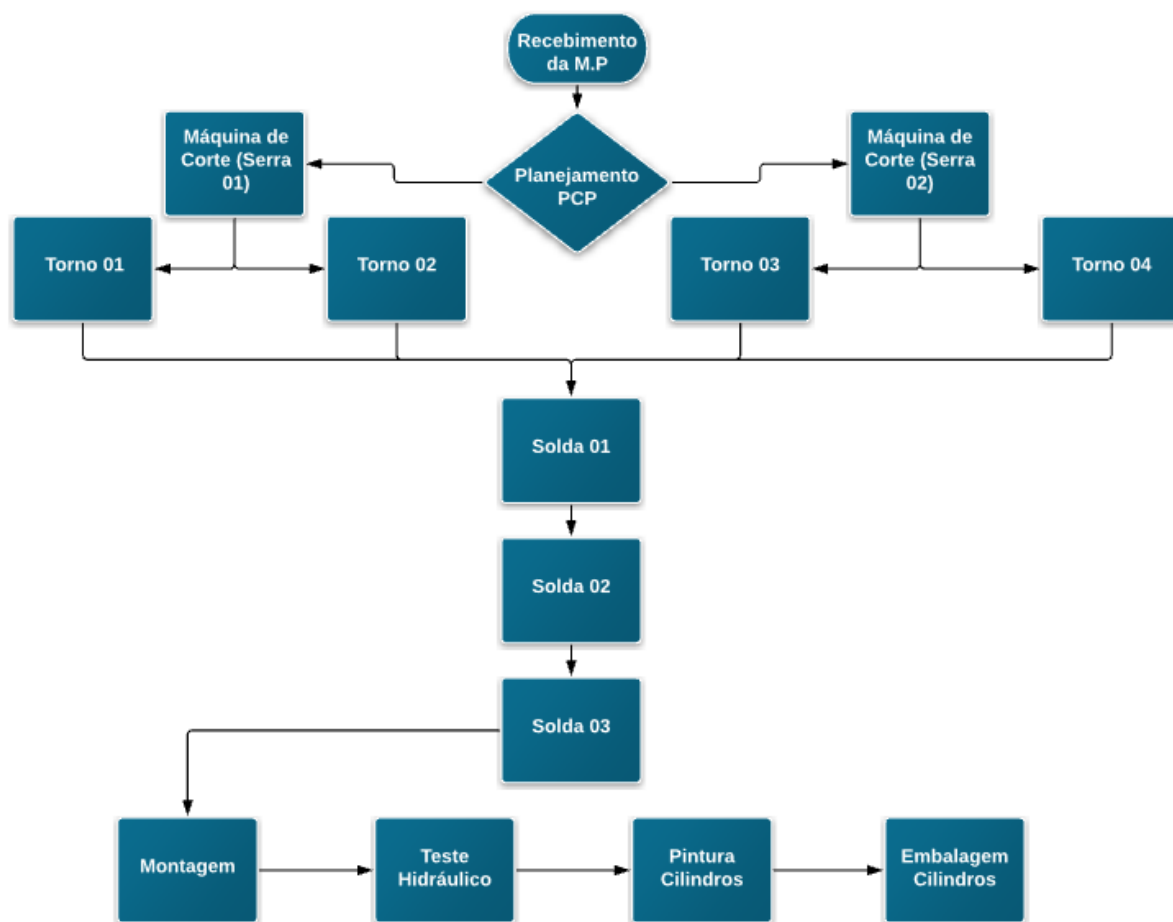 Recebimento
da M.P
Máquina de
Corte (Serra
01)
Planejamento
PCP
Máquina de
Corte (Serra
02)
Torno 01
Torno 02
Torno 03
Torno 04
Solda 01
Solda 02
Solda 03
Montagem
Teste
Hidráulico
Pintura
Cilindros
Embalagem
Cilindros